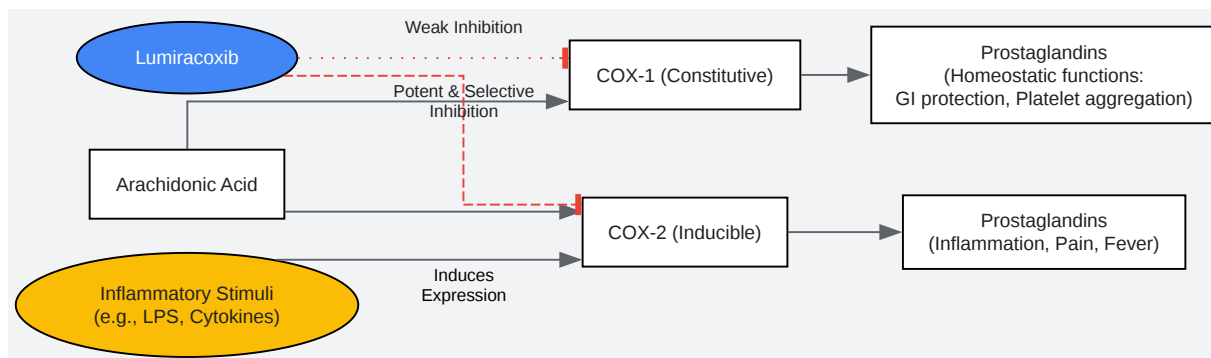 Weak Inhibition
Lumiracoxib
COX-1 (Constitutive)
Prostaglandins
(Homeostatic functions:
GI protection, Platelet aggregation)
Potent & Selective
Inhibition
Arachidonic Acid
COX-2 (Inducible)
Prostaglandins
(Inflammation, Pain, Fever)
Induces
Expression
Inflammatory Stimuli
(e.g., LPS, Cytokines)